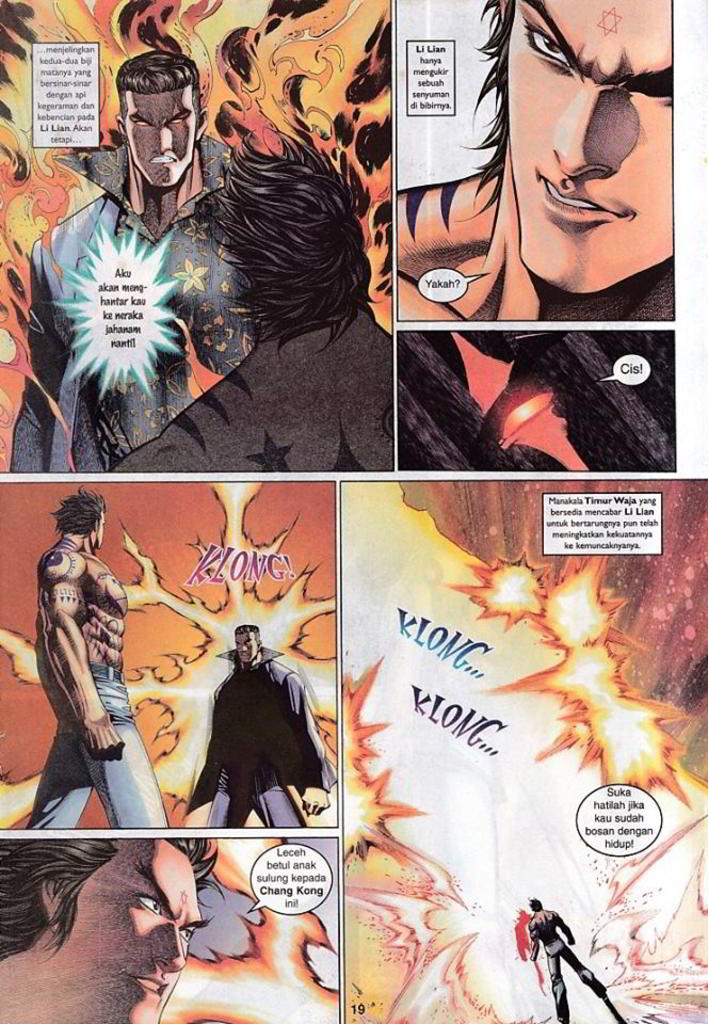 …menjelingkan
kedua-dua biji
matanya yang
bersinar-sinar
dengan api
kegeraman dan
kebencian pada
Li Lian. Akan
tetapi…
Aku
akan meng-
hantar kau
ke neraka
jahanam
nanti!
Li Lian
hanya
mengukir
sebuah
senyuman
di bibirnya.
Yakah?
Cis!
KLONG!
Manakala Timur Waja yang
bersedia mencabar Li Lian
untuk bertarungnya pun telah
meningkatkan kekuatannya
ke kemuncaknyanya.
KLONG...
KLONG...
Suka
hatilah jika
kau sudah
bosan dengan
hidup!
Leceh
betul anak
sulung kepada
Chang Kong
ini!
19